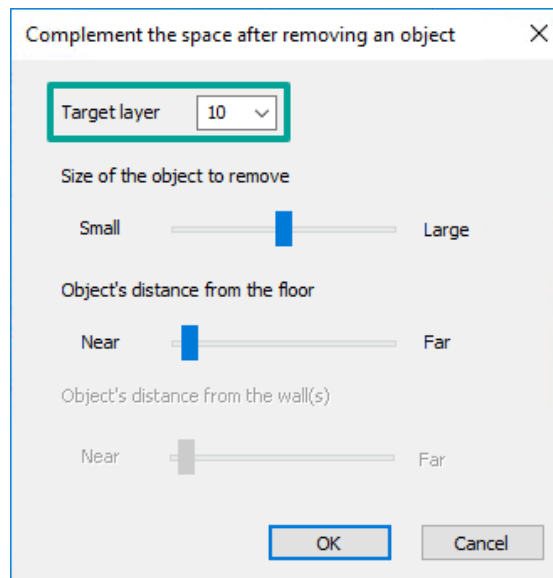 Complement the space after removing an object
Target layer 10
Size of the object to remove
Small Large
Object's distance from the floor
Near Far
Object's distance from the wall(s)
Near Far
OK Cancel